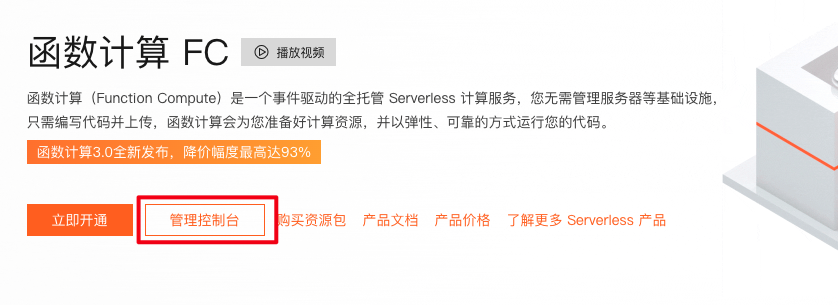 函数计算 FC 播放视频
函数计算（Function Compute）是一个事件驱动的全托管 Serverless 计算服务，您无需管理服务器等基础设施，
只需编写代码并上传，函数计算会为您准备好计算资源，并以弹性、可靠的方式运行您的代码。
函数计算3.0全新发布，降价幅度最高达93%
立即开通 管理控制台 购买资源包 产品文档 产品价格 了解更多 Serverless 产品